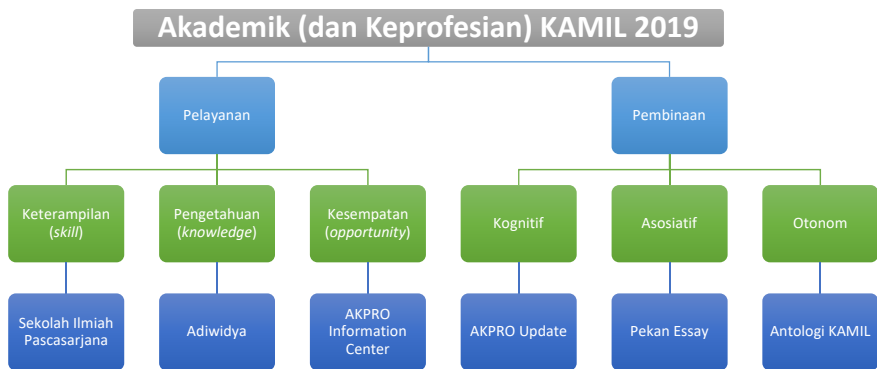 Akademik (dan Keprofesian) KAMIL 2019
Pelayanan
Pembinaan
Keterampilan
(skill)
Pengetahuan
(knowledge)
Kesempatan
(opportunity)
Kognitif
Asosiatif
Otonom
Sekolah Ilmiah
Pascasarjana
Adiwidya
AKPRO
Information
Center
AKPRO Update
Pekan Essay
Antologi KAMIL